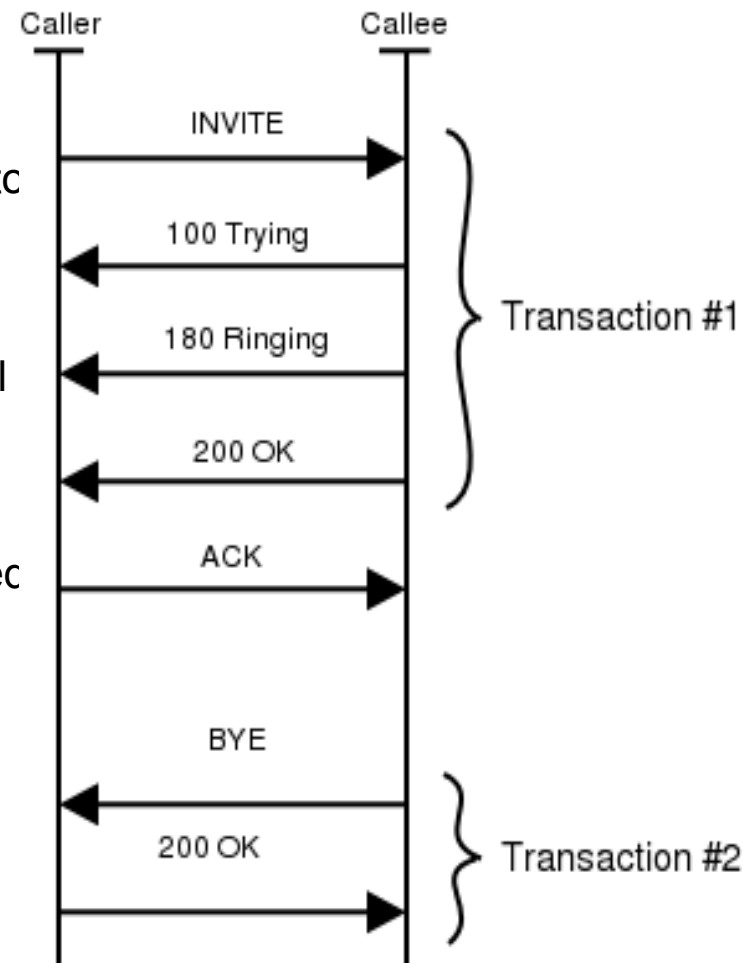 Caller Callee
INVITE
100 Trying
Transaction #1
180 Ringing
200 OK
ACK
BYE
200 OK
Transaction #2